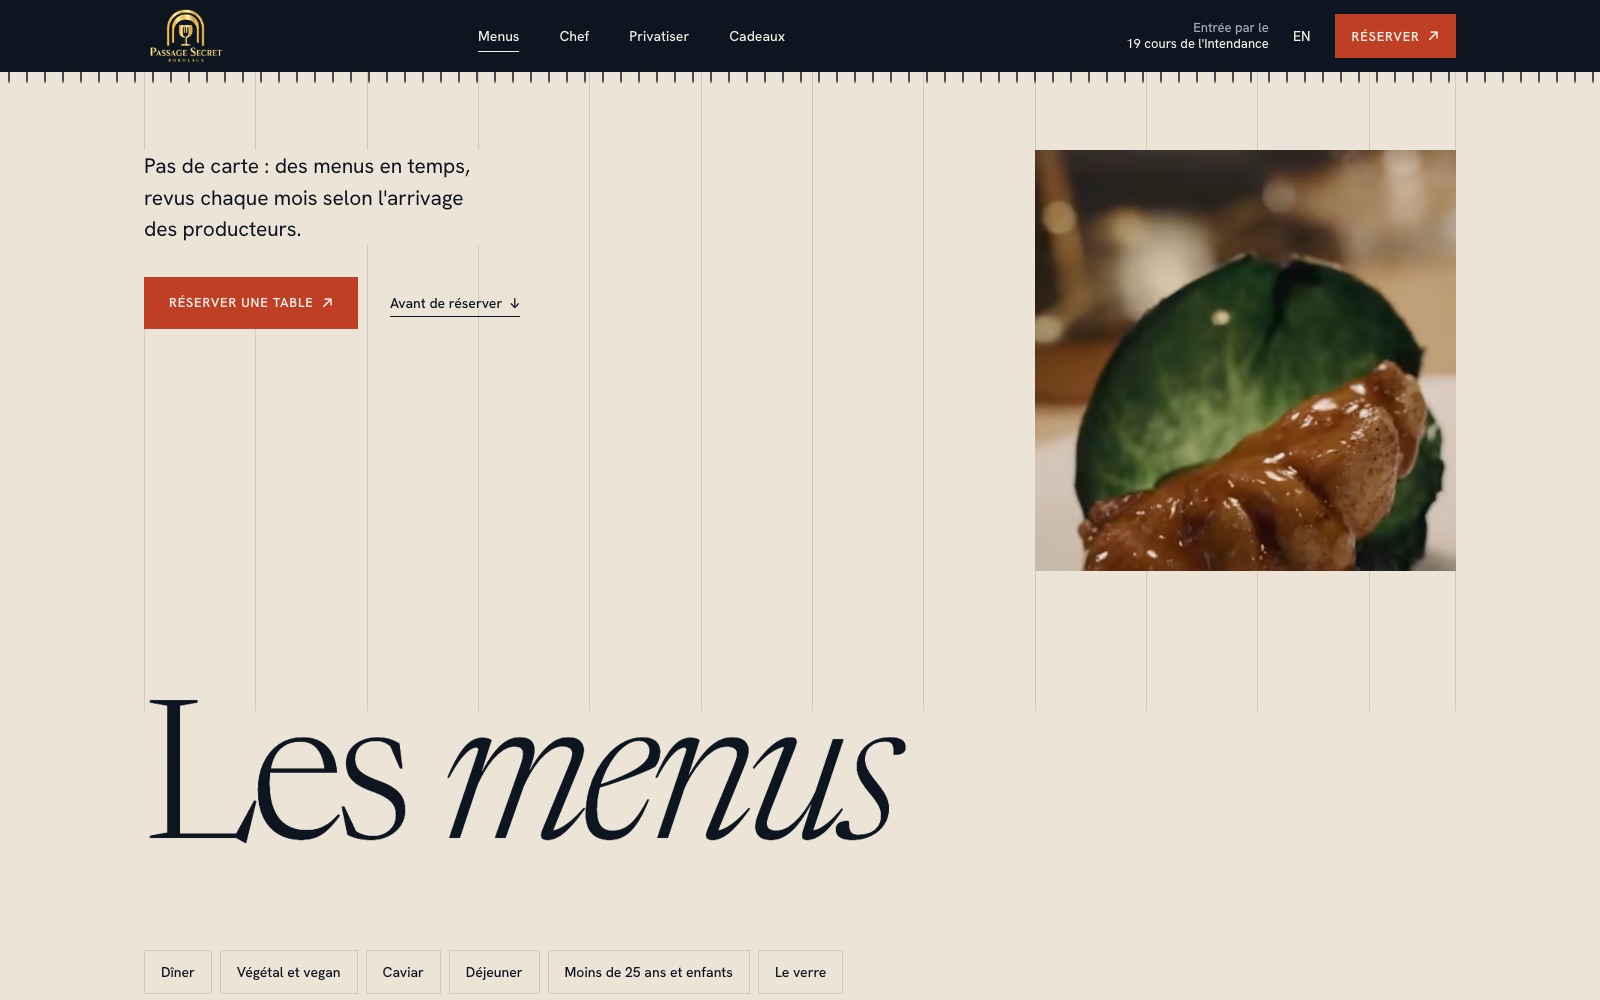 PASSAGE SECRET
BORDEAUX
Menus
Chef
Privatiser
Cadeaux
Entrée par le
19 cours de l'Intendance
EN
RÉSERVER
Pas de carte : des menus en temps,
revus chaque mois selon l'arrivage
des producteurs.
RÉSERVER UNE TABLE
Avant de réserver
Les menus
Dîner
Végétal et vegan
Caviar
Déjeuner
Moins de 25 ans et enfants
Le verre